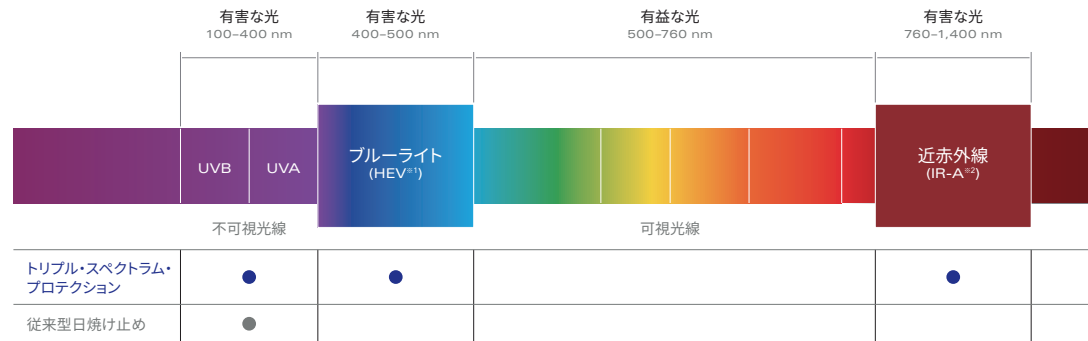 有害な光
100–400 nm
有害な光
400–500 nm
有益な光
500–760 nm
有害な光
760–1,400 nm
UVB
UVA
ブルーライト
(HEV※1)
近赤外線
(IR-A※2)
不可視光線
可視光線
トリプル・スペクトラム・
プロテクション
従来型日焼け止め